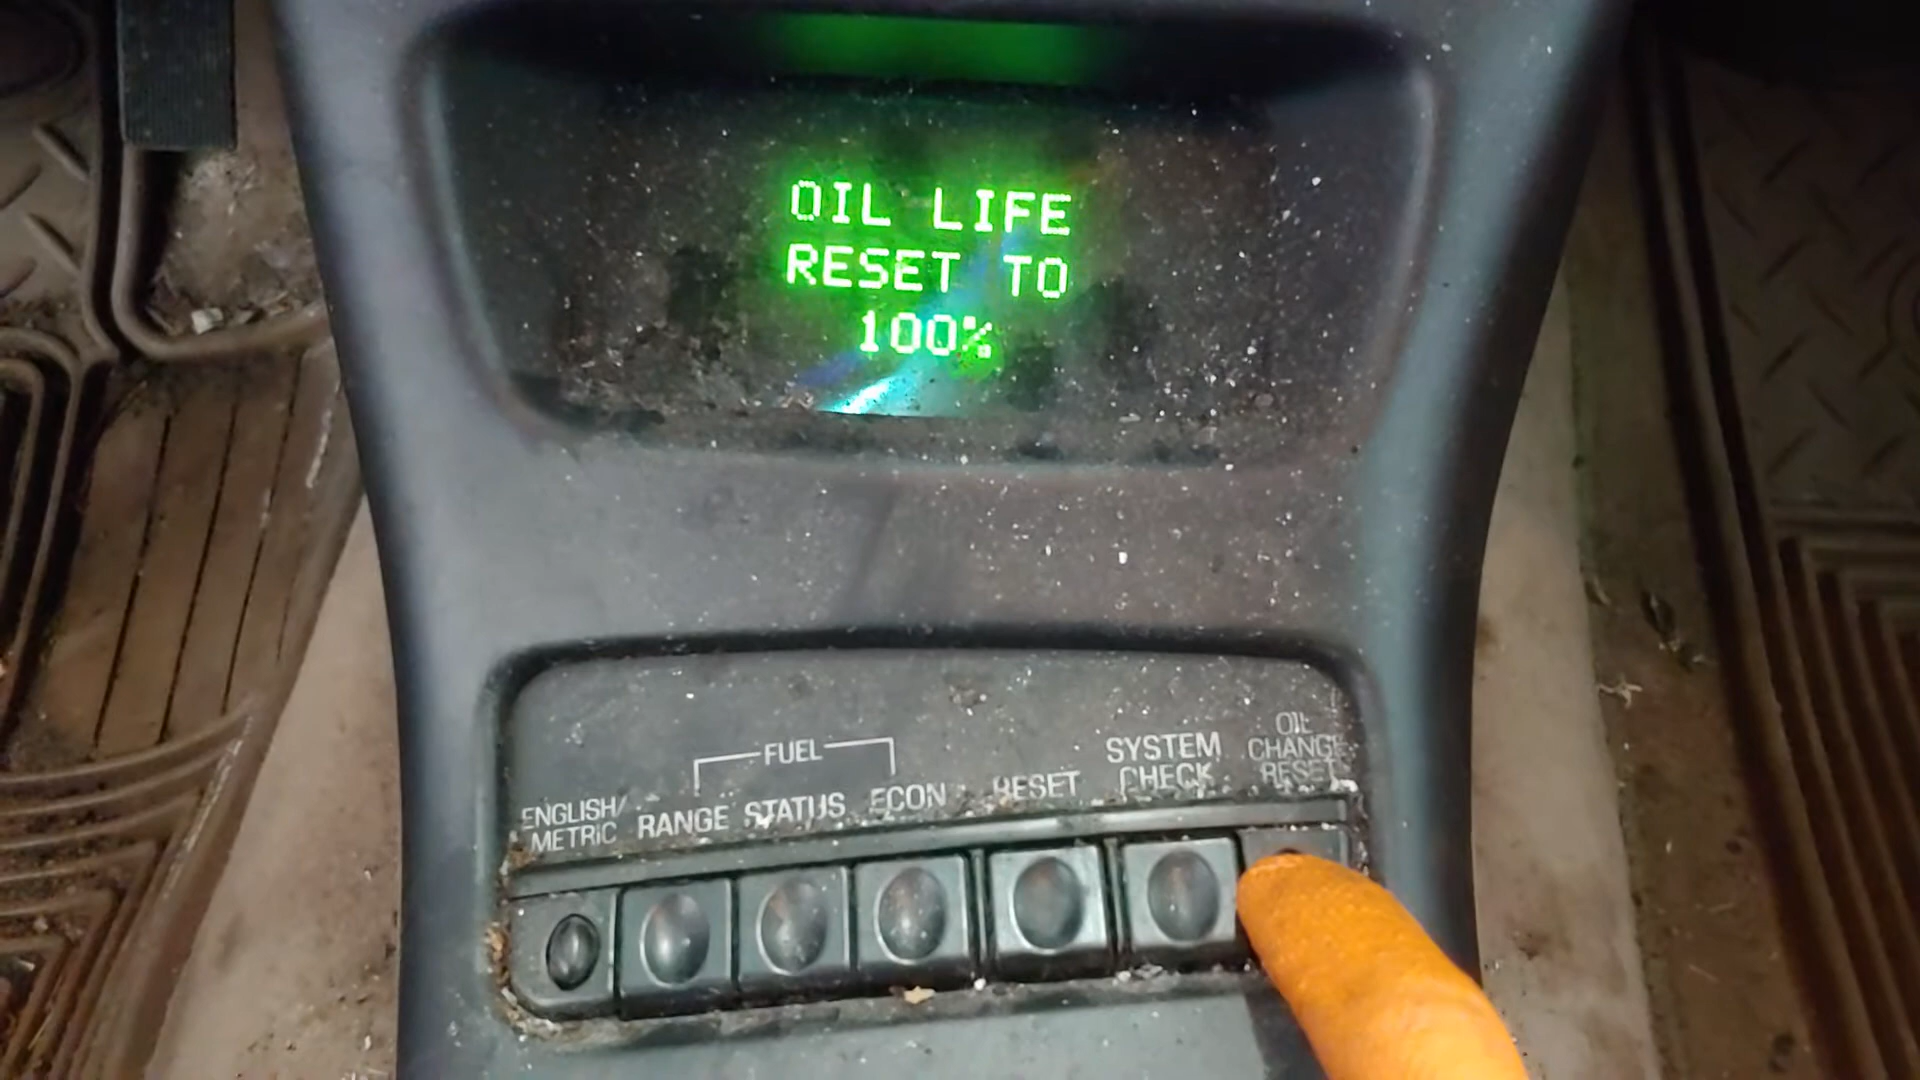 OIL LIFE
RESET TO
100%
FUEL
ENGLISH/
METRIC
RANGE STATUS ECON
RESET
SYSTEM
CHECK
OIL
CHANGE
RESET